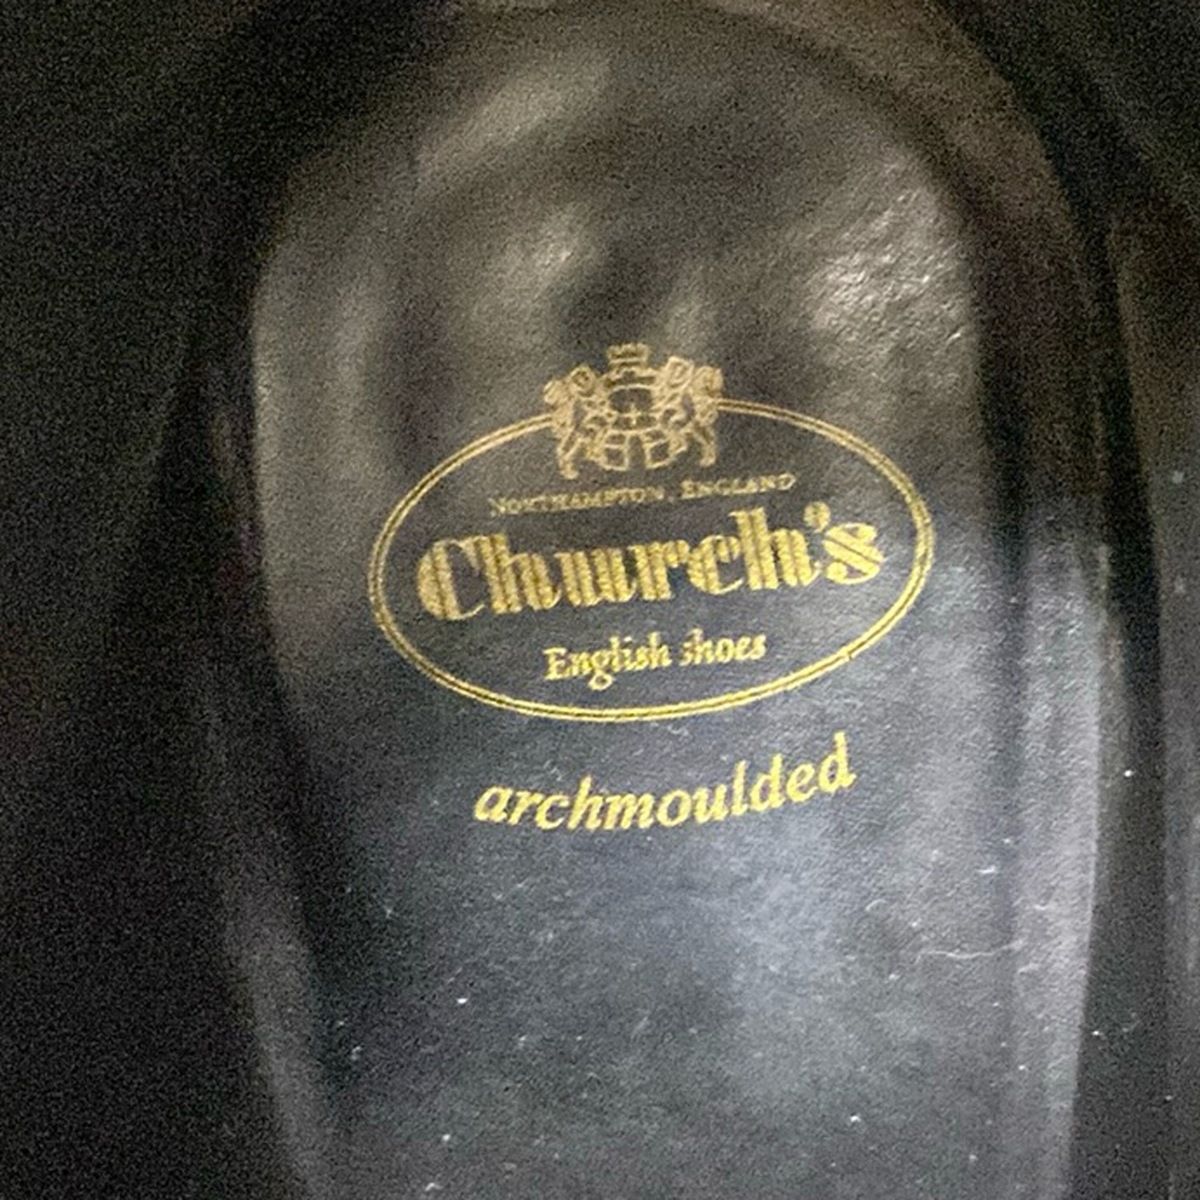 NORTHAMPTON, ENGLAND
Church's
English shoes
archmoulded